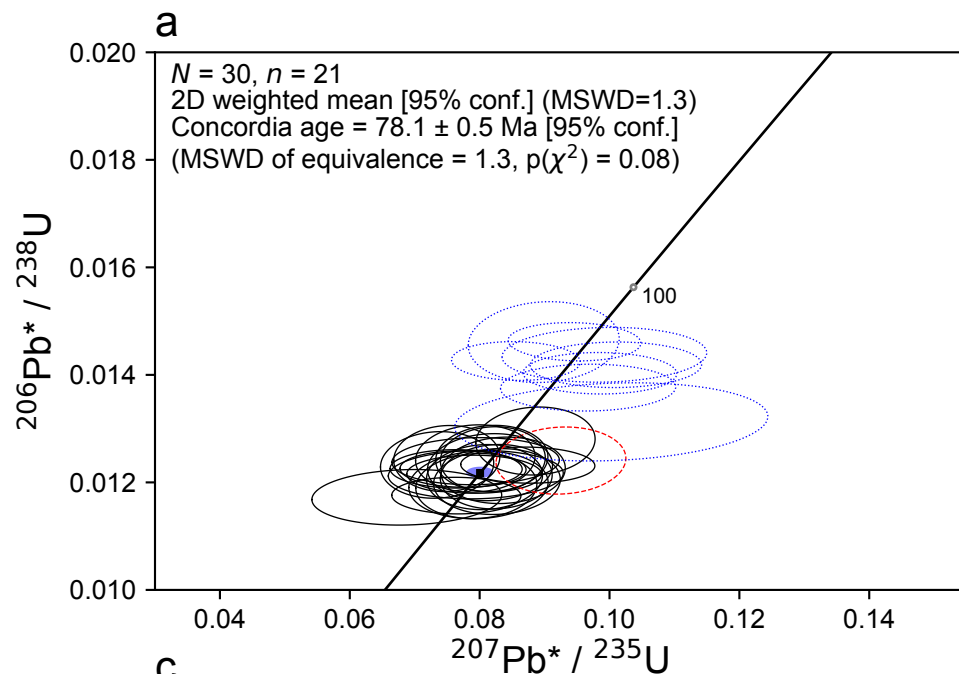 a
0.020
N = 30, n = 21
2D weighted mean [95% conf.] (MSWD=1.3)
Concordia age = 78.1 ± 0.5 Ma [95% conf.]
(MSWD of equivalence = 1.3, p(χ²) = 0.08)
0.018
0.016
100
0.014
0.012
0.010
²⁰⁶Pb* / ²³⁸U
0.04 0.06 0.08 0.10 0.12 0.14
²⁰⁷Pb* / ²³⁵U
c